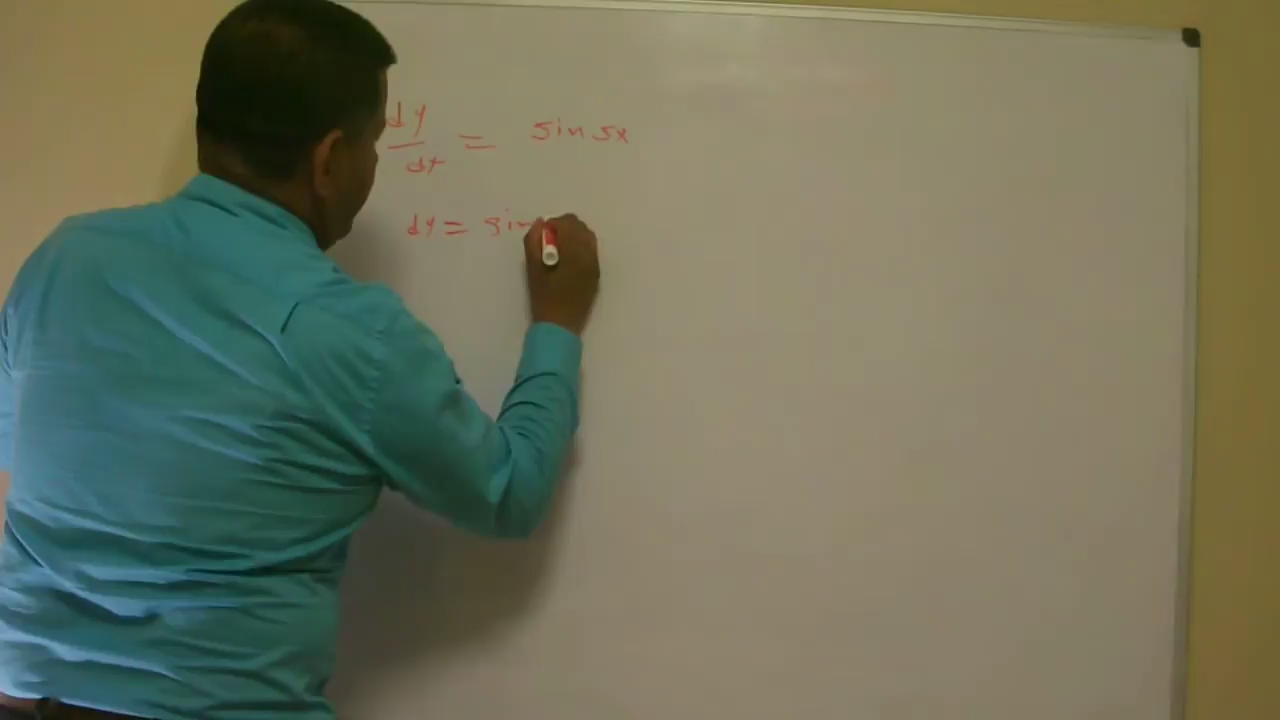 dy/dx = sin 5x
dy = sin